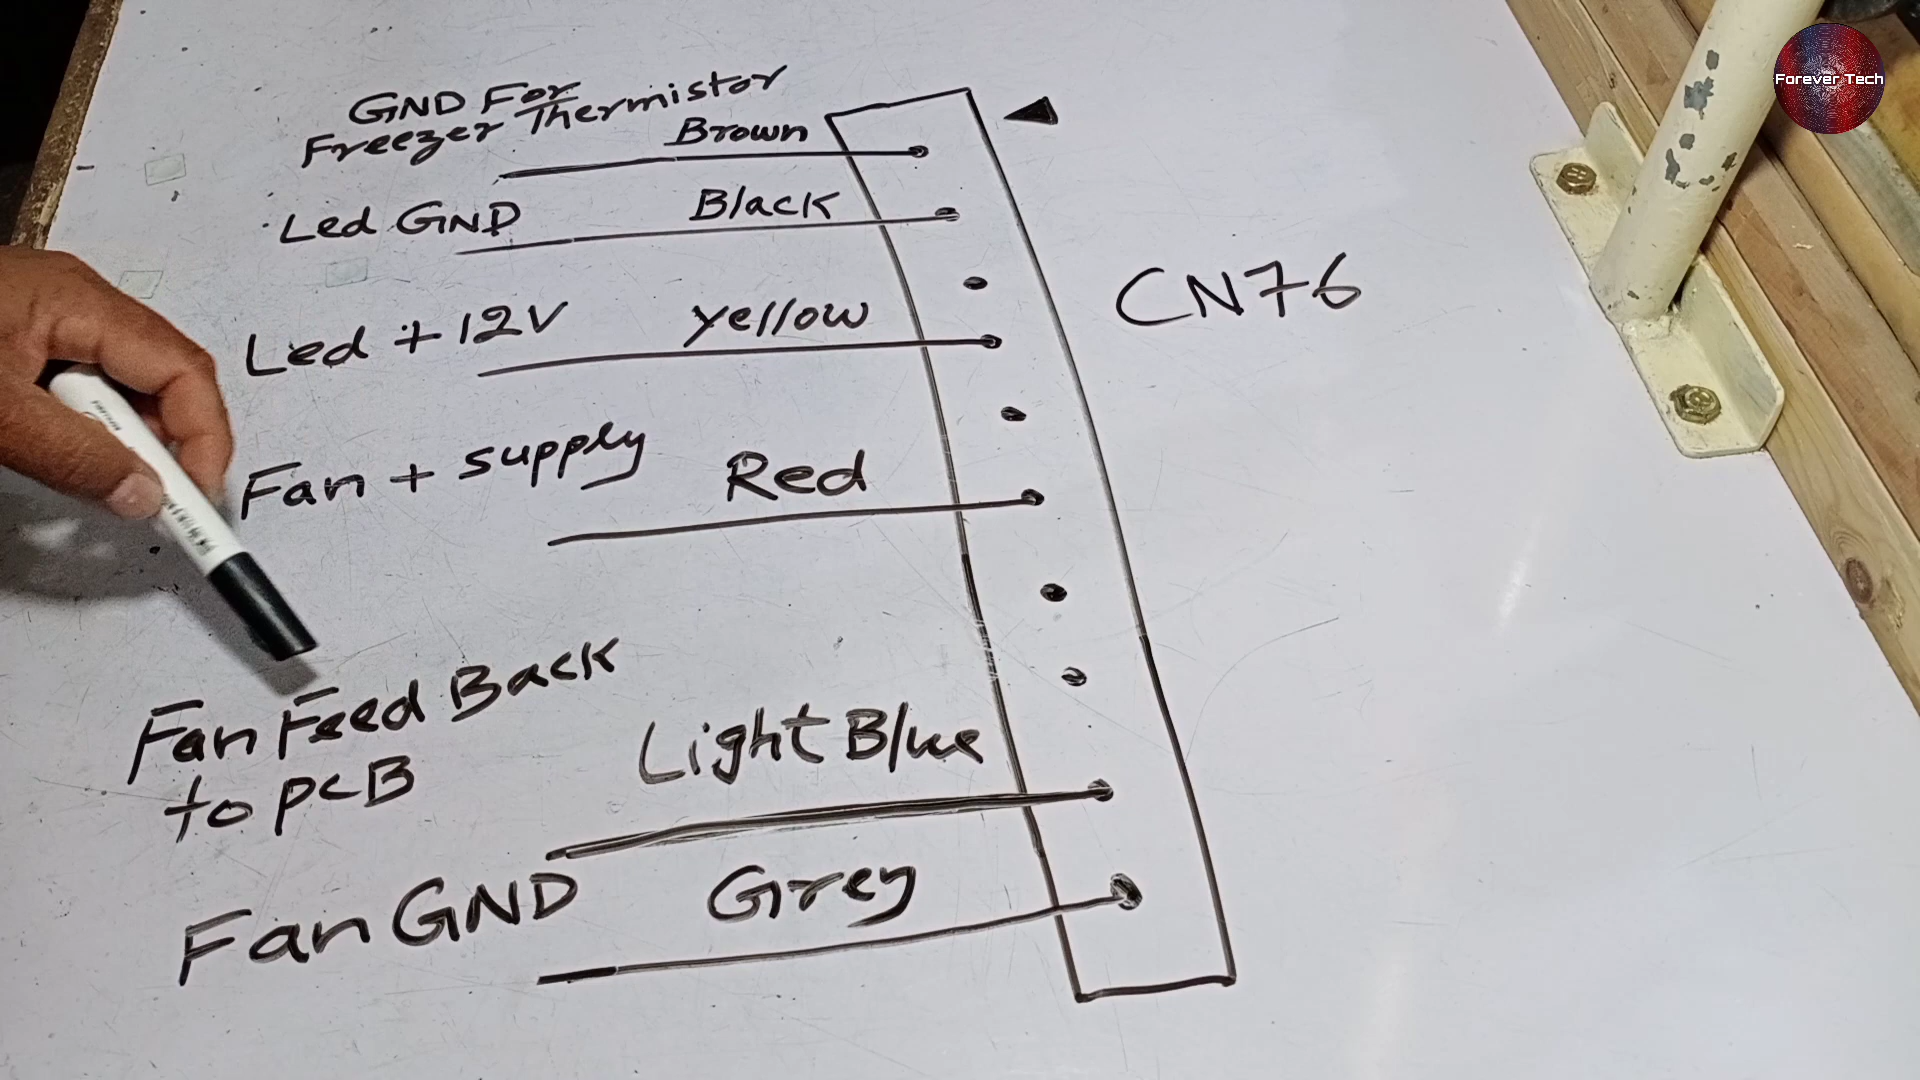 GND For
Freezer Thermistor
Brown
Led GND
Black
Led + 12V
Yellow
CN76
Fan + supply
Red
Fan Feed Back
to PCB
Light Blue
Fan GND
Grey
Forever Tech